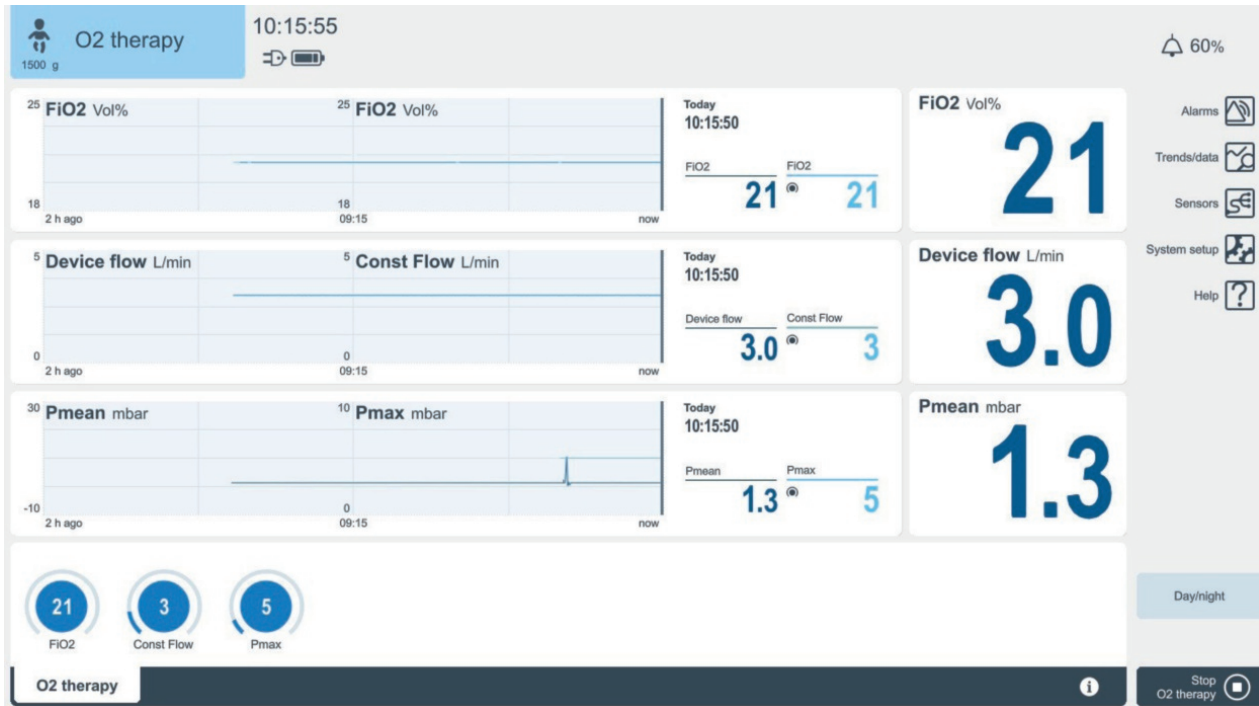 O2 therapy
1500 g
10:15:55
60%
25 FiO2 Vol%
25 FiO2 Vol%
18
18
2 h ago
09:15
now
Today
10:15:50
FiO2
FiO2
21
21
FiO2 Vol%
21
5 Device flow L/min
5 Const Flow L/min
0
0
2 h ago
09:15
now
Today
10:15:50
Device flow
Const Flow
3.0
3
Device flow L/min
3.0
30 Pmean mbar
10 Pmax mbar
-10
0
2 h ago
09:15
now
Today
10:15:50
Pmean
Pmax
1.3
5
Pmean mbar
1.3
Alarms
Trends/data
Sensors
System setup
Help
?
21
3
5
FiO2
Const Flow
Pmax
Day/night
O2 therapy
i
Stop
O2 therapy